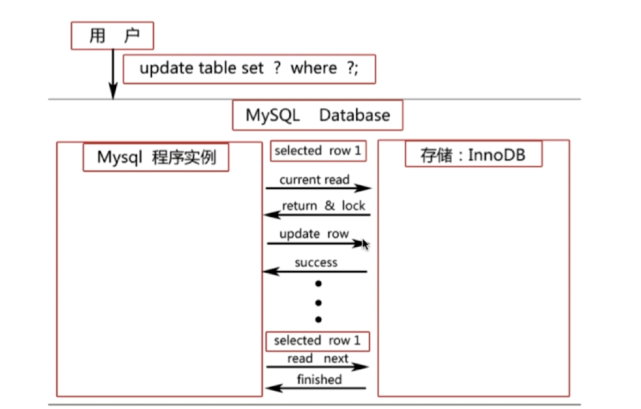 用 户
update table set ? where ?;
MySQL Database
Mysql 程序实例
selected row 1
存储：InnoDB
current read
return & lock
update row
success
selected row 1
read next
finished